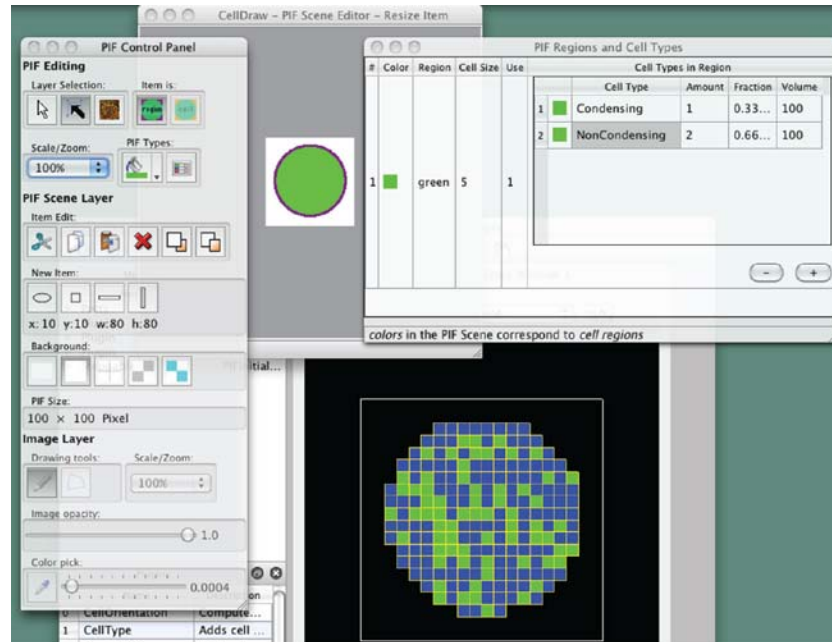 CellDraw – PIF Scene Editor – Resize Item
PIF Control Panel
PIF Editing
Layer Selection:
Item is:
region
cell
Scale/Zoom:
PIF Types:
100%
PIF Scene Layer
Item Edit:
New Item:
x: 10 y:10 w:80 h:80
Background:
PIF Size:
100 × 100 Pixel
Image Layer
Drawing tools:
Scale/Zoom:
100%
Image opacity:
1.0
Color pick:
0.0004
PIF Regions and Cell Types
# Color Region Cell Size Use Cell Types in Region
Cell Type Amount Fraction Volume
1 Condensing 1 0.33... 100
2 NonCondensing 2 0.66... 100
1 green 5 1
- +
colors in the PIF Scene correspond to cell regions
0 CellOrientation Compute...
1 CellType Adds cell ...